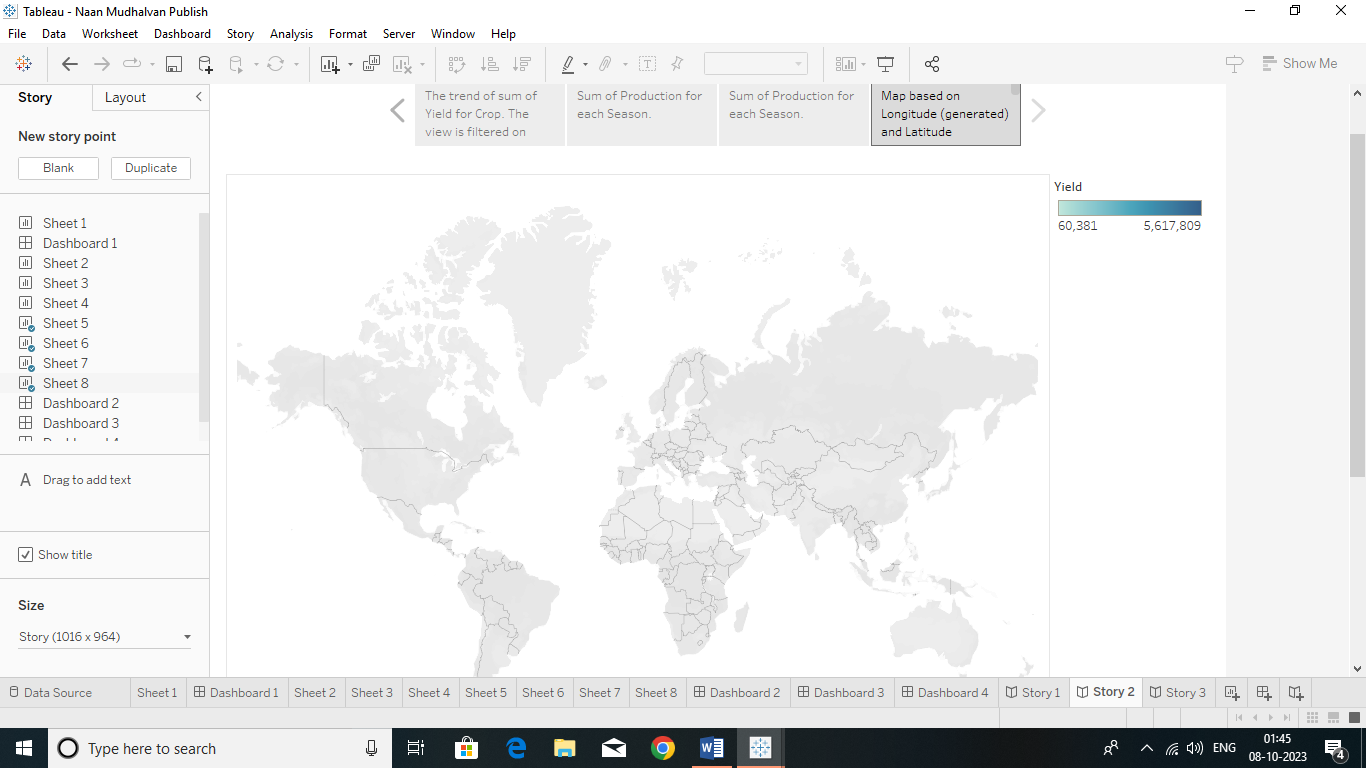 Tableau - Naan Mudhalvan Publish
File Data Worksheet Dashboard Story Analysis Format Server Window Help
Show Me
Story Layout
New story point
Blank Duplicate
Sheet 1
Dashboard 1
Sheet 2
Sheet 3
Sheet 4
Sheet 5
Sheet 6
Sheet 7
Sheet 8
Dashboard 2
Dashboard 3
A Drag to add text
Show title
Size
Story (1016 x 964)
The trend of sum of
Yield for Crop. The
view is filtered on
Sum of Production for
each Season.
Sum of Production for
each Season.
Map based on
Longitude (generated)
and Latitude
Yield
60,381 5,617,809
Data Source Sheet 1 Dashboard 1 Sheet 2 Sheet 3 Sheet 4 Sheet 5 Sheet 6 Sheet 7 Sheet 8 Dashboard 2 Dashboard 3 Dashboard 4 Story 1 Story 2 Story 3
Type here to search
ENG
01:45
08-10-2023
4